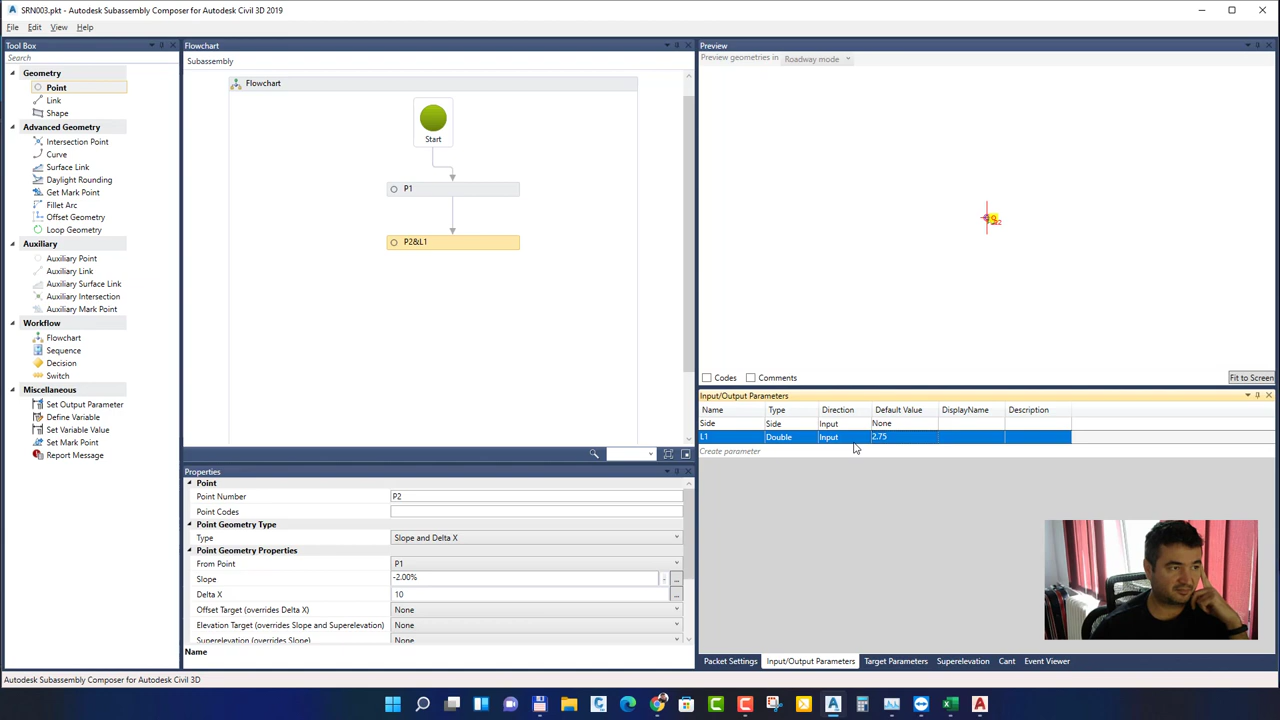 SRN003.pkt - Autodesk Subassembly Composer for Autodesk Civil 3D 2019
File Edit View Help
Tool Box
Search
Geometry
Point
Link
Shape
Advanced Geometry
Intersection Point
Curve
Surface Link
Daylight Rounding
Get Mark Point
Fillet Arc
Offset Geometry
Loop Geometry
Auxiliary
Auxiliary Point
Auxiliary Link
Auxiliary Surface Link
Auxiliary Intersection
Auxiliary Mark Point
Workflow
Flowchart
Sequence
Decision
Switch
Miscellaneous
Set Output Parameter
Define Variable
Set Variable Value
Set Mark Point
Report Message
Flowchart
Subassembly
Flowchart
Start
P1
P2&L1
Properties
Point
Point Number P2
Point Codes
Point Geometry Type
Type Slope and Delta X
Point Geometry Properties
From Point P1
Slope -2.00% ...
Delta X 10 ...
Offset Target (overrides Delta X) None
Elevation Target (overrides Slope and Superelevation) None
Superelevation (overrides Slope) None
Name
Preview
Preview geometries in Roadway mode
Codes Comments Fit to Screen
Input/Output Parameters
Name Type Direction Default Value DisplayName Description
Side Side Input None
L1 Double Input 2.75
Create parameter
Packet Settings Input/Output Parameters Target Parameters Superelevation Cant Event Viewer
Autodesk Subassembly Composer for Autodesk Civil 3D